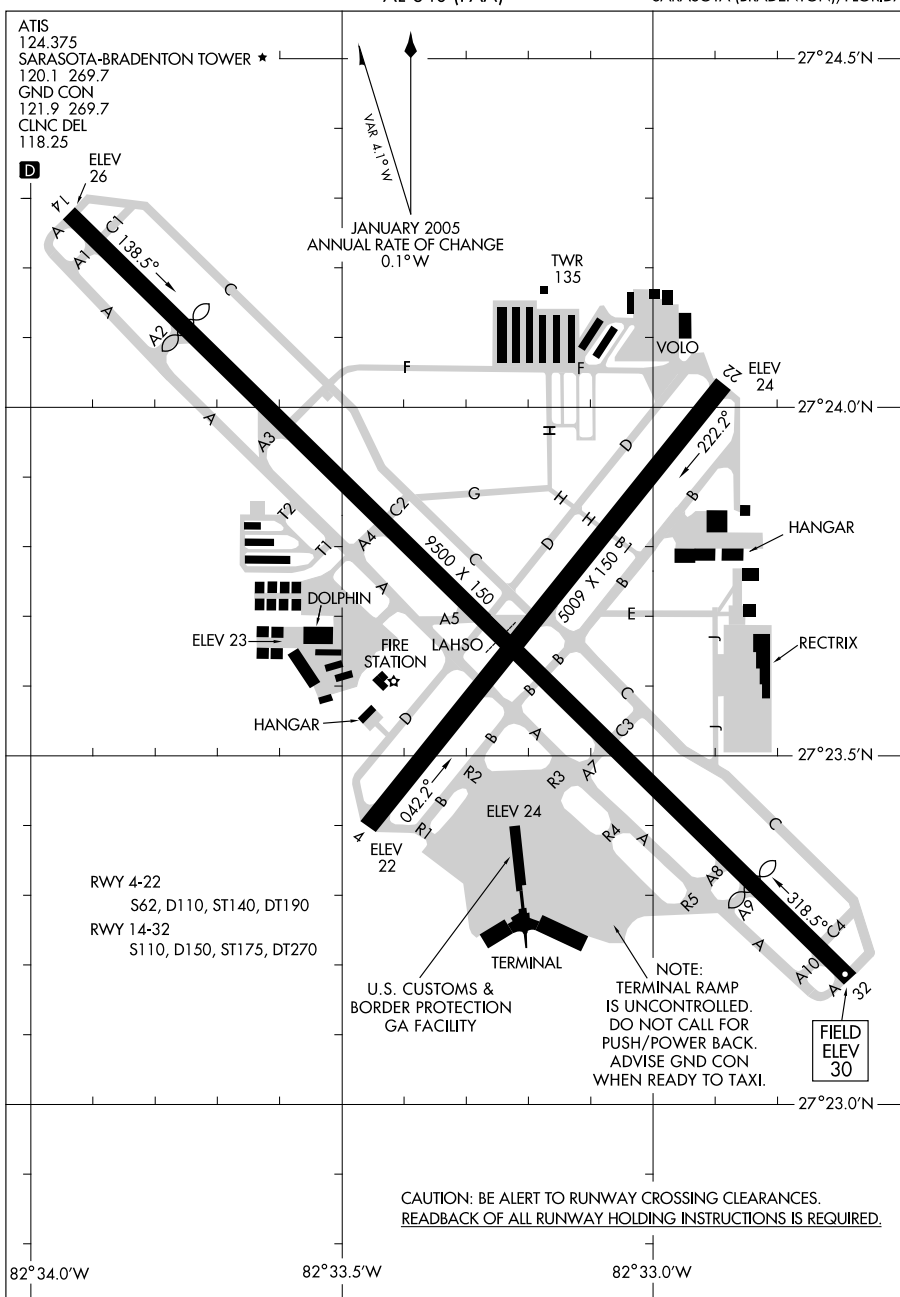 AL-840 (FAA)
SARASOTA (BRADENTON), FLORIDA
ATIS
124.375
SARASOTA-BRADENTON TOWER ★
120.1 269.7
GND CON
121.9 269.7
CLNC DEL
118.25
D
27°24.5'N
VAR 4.1° W
JANUARY 2005
ANNUAL RATE OF CHANGE
0.1° W
ELEV
26
14
A
A1
C1
138.5°
A
A2
C
TWR
135
VOLO
F
F
22
ELEV
24
27°24.0'N
222.2°
A
A3
H
D
B
G
C2
H
H
T2
T1
A4
9500 X 150
C
D
B1
5009 X 150
B
HANGAR
A
DOLPHIN
A5
E
LAHSO
ELEV 23
FIRE
STATION
J
RECTRIX
B
C
B
C3
HANGAR
D
B
A
J
27°23.5'N
042.2°
R2
R3
A7
B
R1
4
ELEV
22
ELEV 24
R4
A
C
A8
318.5°
R5
A9
A
C4
A10
A
32
RWY 4-22
S62, D110, ST140, DT190
RWY 14-32
S110, D150, ST175, DT270
TERMINAL
U.S. CUSTOMS &
BORDER PROTECTION
GA FACILITY
NOTE:
TERMINAL RAMP
IS UNCONTROLLED.
DO NOT CALL FOR
PUSH/POWER BACK.
ADVISE GND CON
WHEN READY TO TAXI.
FIELD
ELEV
30
27°23.0'N
CAUTION: BE ALERT TO RUNWAY CROSSING CLEARANCES.
READBACK OF ALL RUNWAY HOLDING INSTRUCTIONS IS REQUIRED.
82°34.0'W
82°33.5'W
82°33.0'W